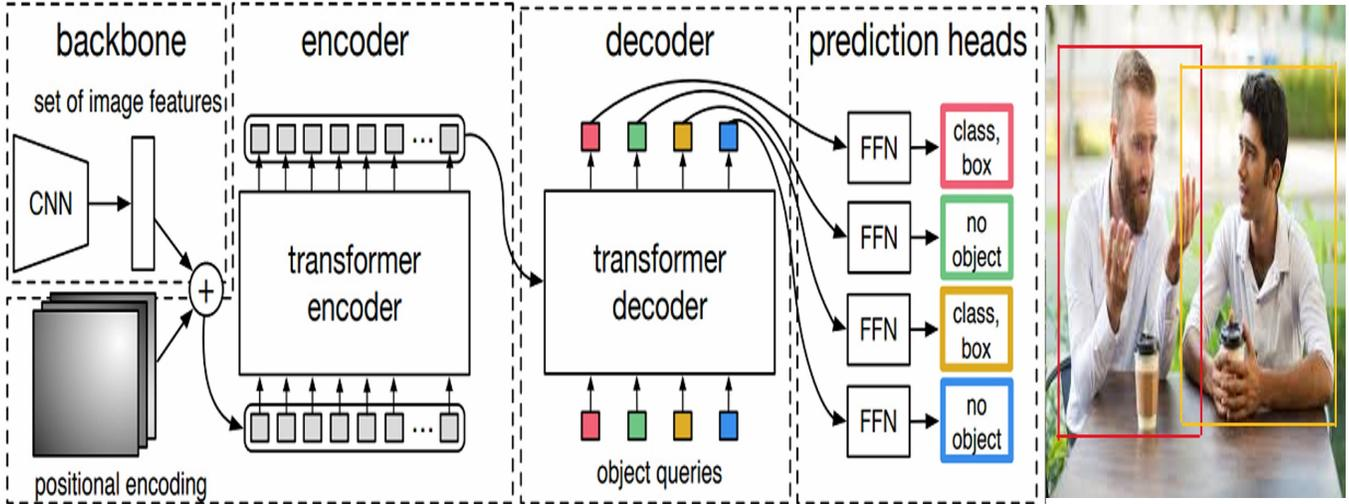 backbone
set of image features
CNN
+
positional encoding
encoder
...
transformer
encoder
...
decoder
transformer
decoder
object queries
prediction heads
FFN
class,
box
FFN
no
object
FFN
class,
box
FFN
no
object